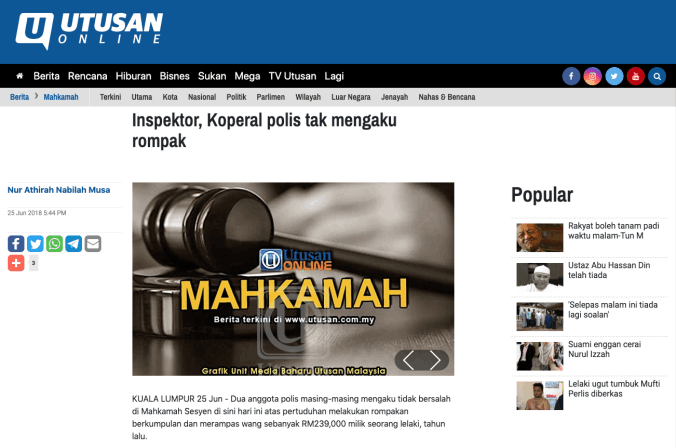 UTUSAN
ONLINE
Berita Rencana Hiburan Bisnes Sukan Mega TV Utusan Lagi
Berita > Mahkamah Terkini Utama Kota Nasional Politik Parlimen Wilayah Luar Negara Jenayah Nahas & Bencana
Inspektor, Koperal polis tak mengaku
rompak
Nur Athirah Nabilah Musa
25 Jun 2018 5:44 PM
3
Utusan
ONLINE
MAHKAMAH
Berita terkini di www.utusan.com.my
Grafik Unit Media Baharu Utusan Malaysia
KUALA LUMPUR 25 Jun - Dua anggota polis masing-masing mengaku tidak bersalah
di Mahkamah Sesyen di sini hari ini atas pertuduhan melakukan rompakan
berkumpulan dan merampas wang sebanyak RM239,000 milik seorang lelaki, tahun
lalu.
Popular
Rakyat boleh tanam padi
waktu malam-Tun M
Ustaz Abu Hassan Din
telah tiada
'Selepas malam ini tiada
lagi soalan'
Suami enggan cerai
Nurul Izzah
Lelaki ugut tumbuk Mufti
Perlis diberkas